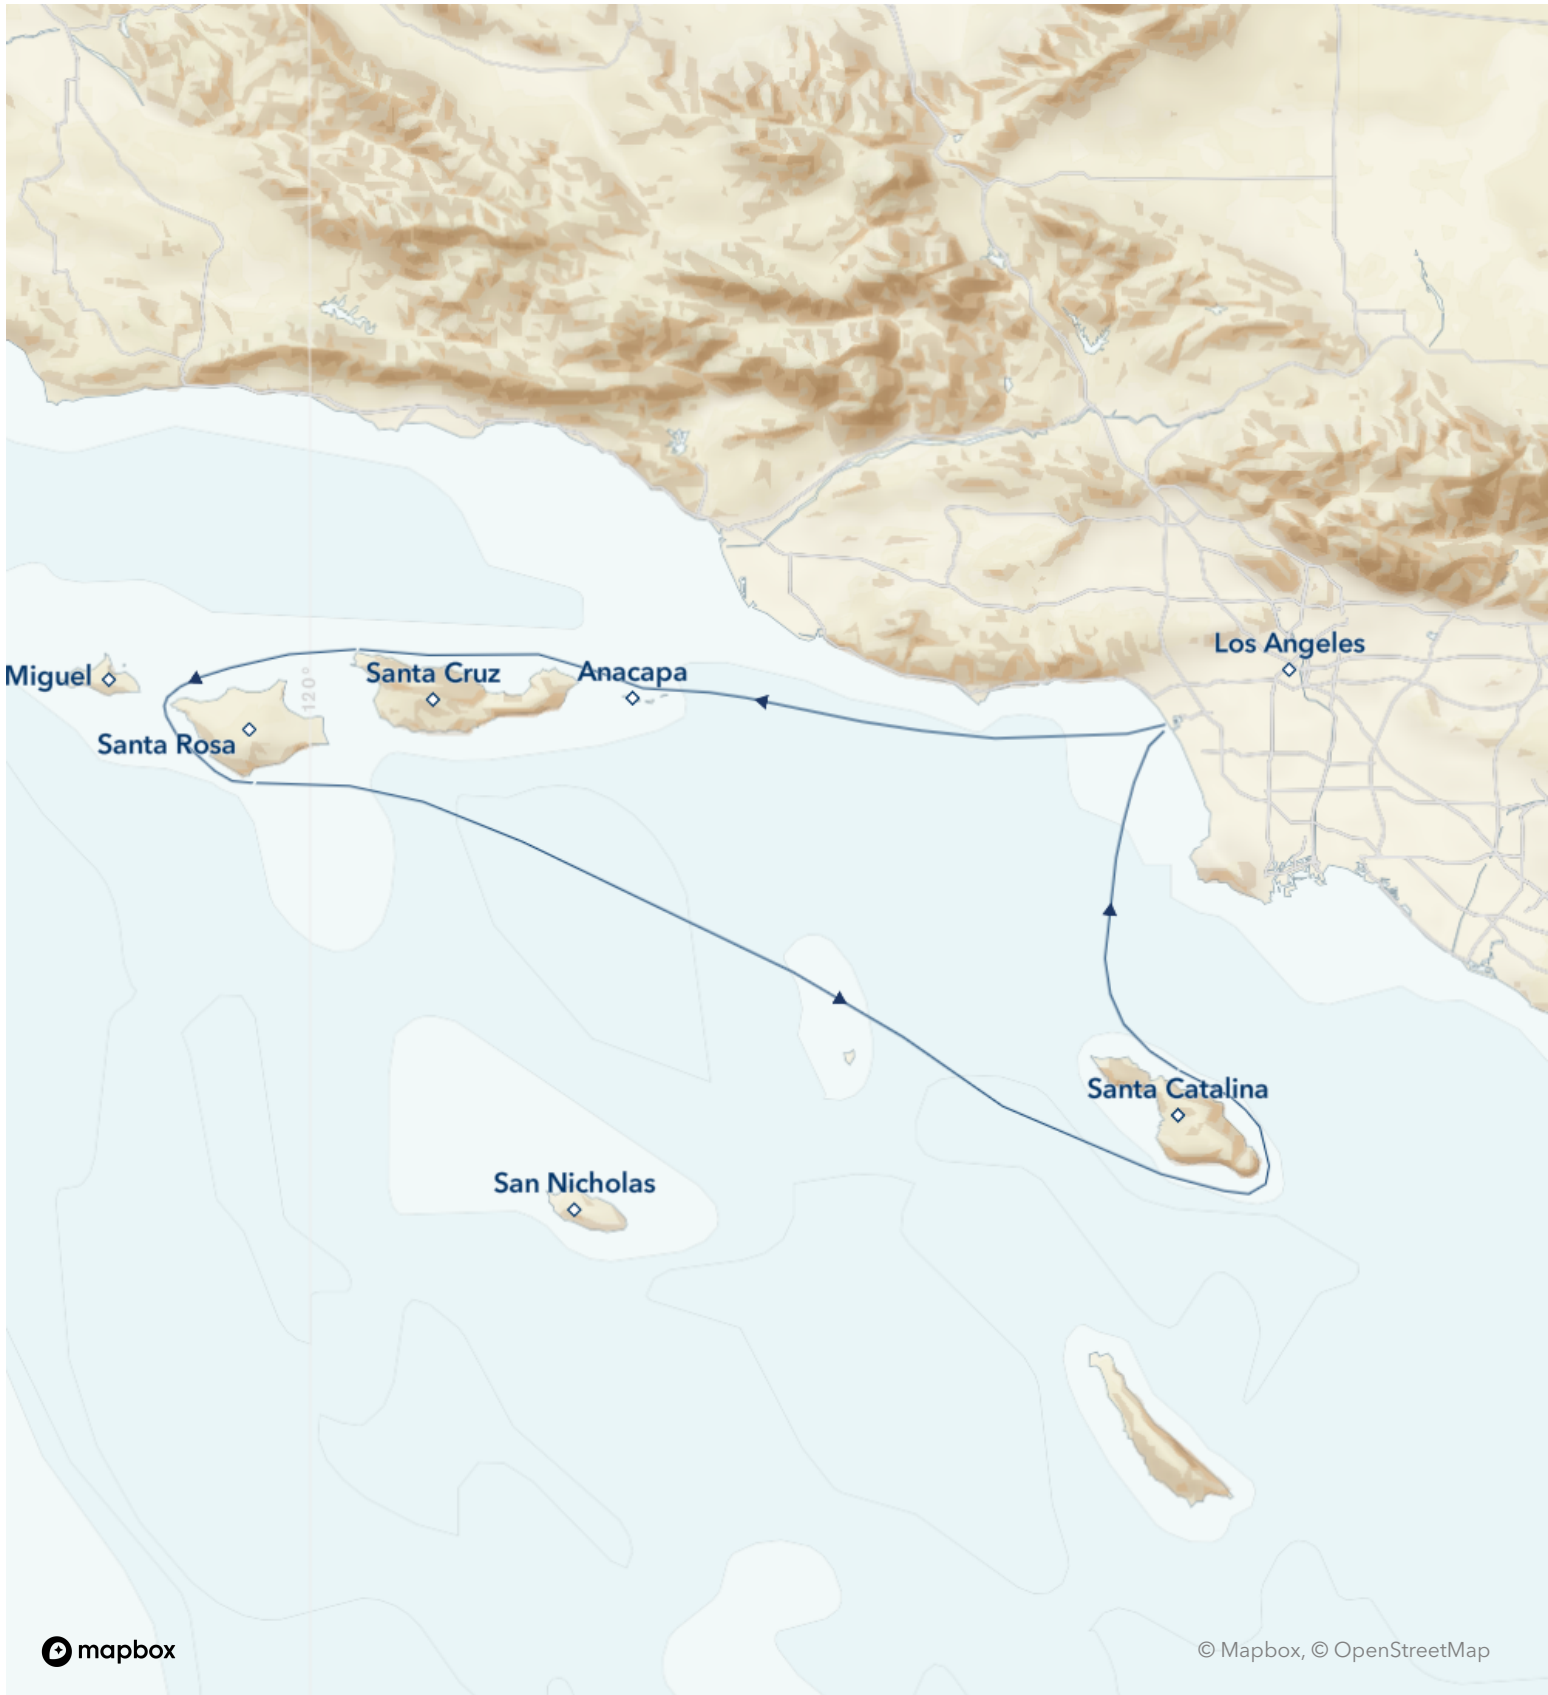 Los Angeles
Miguel
Santa Cruz
Anacapa
120°
Santa Rosa
Santa Catalina
San Nicholas
mapbox
© Mapbox, © OpenStreetMap